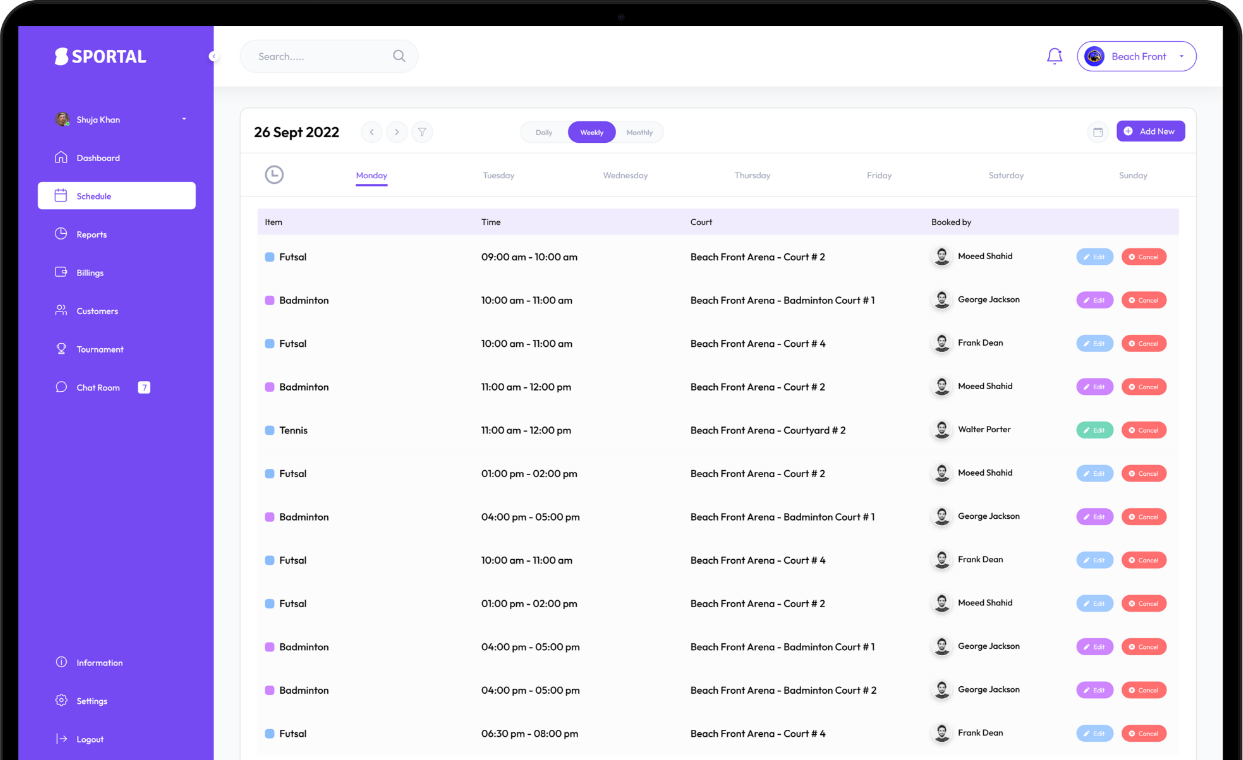 SPORTAL
Search.....
Beach Front
Shuja Khan
Dashboard
Schedule
Reports
Billings
Customers
Tournament
Chat Room 7
Information
Settings
Logout
26 Sept 2022
Daily Weekly Monthly
Add New
Monday Tuesday Wednesday Thursday Friday Saturday Sunday
Item Time Court Booked by
Futsal 09:00 am - 10:00 am Beach Front Arena - Court # 2 Moeed Shahid Edit Cancel
Badminton 10:00 am - 11:00 am Beach Front Arena - Badminton Court # 1 George Jackson Edit Cancel
Futsal 10:00 am - 11:00 am Beach Front Arena - Court # 4 Frank Dean Edit Cancel
Badminton 11:00 am - 12:00 pm Beach Front Arena - Court # 2 Moeed Shahid Edit Cancel
Tennis 11:00 am - 12:00 pm Beach Front Arena - Courtyard # 2 Walter Porter Edit Cancel
Futsal 01:00 pm - 02:00 pm Beach Front Arena - Court # 2 Moeed Shahid Edit Cancel
Badminton 04:00 pm - 05:00 pm Beach Front Arena - Badminton Court # 1 George Jackson Edit Cancel
Futsal 10:00 am - 11:00 am Beach Front Arena - Court # 4 Frank Dean Edit Cancel
Futsal 01:00 pm - 02:00 pm Beach Front Arena - Court # 2 Moeed Shahid Edit Cancel
Badminton 04:00 pm - 05:00 pm Beach Front Arena - Badminton Court # 1 George Jackson Edit Cancel
Badminton 04:00 pm - 05:00 pm Beach Front Arena - Badminton Court # 2 George Jackson Edit Cancel
Futsal 06:30 pm - 08:00 pm Beach Front Arena - Court # 4 Frank Dean Edit Cancel